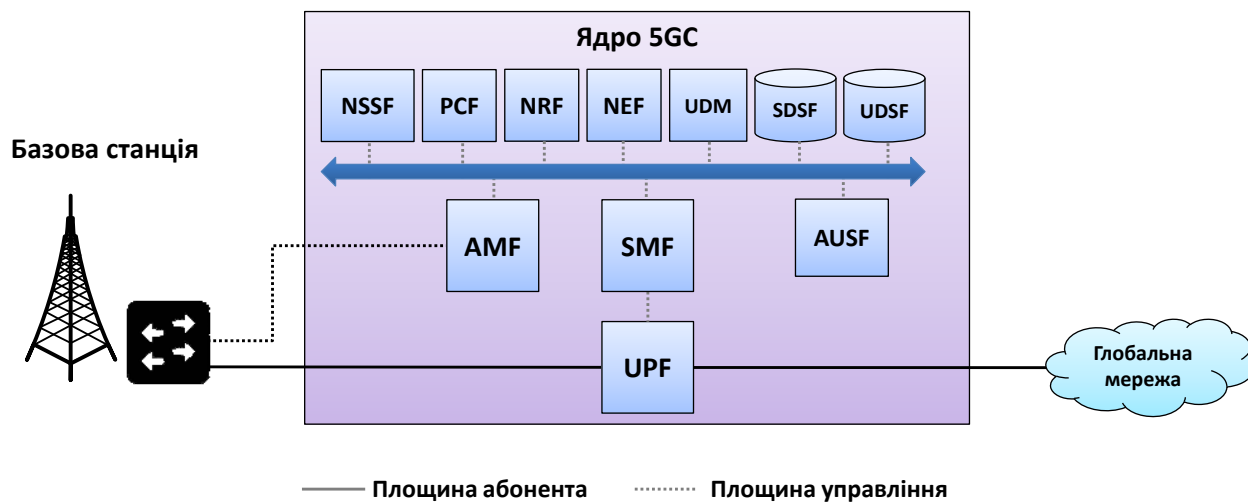 Ядро 5GC
NSSF
PCF
NRF
NEF
UDM
SDSF
UDSF
Базова станція
AMF
SMF
AUSF
UPF
Глобальна
мережа
Площина абонента
Площина управління